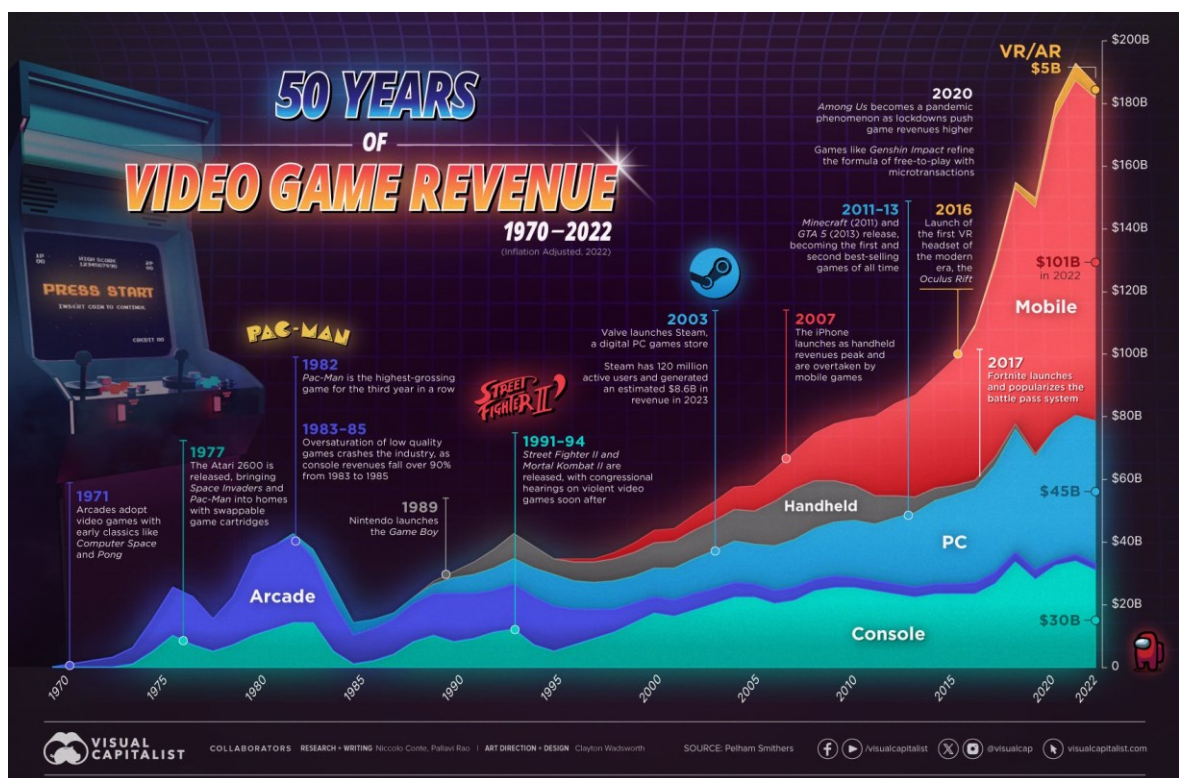 50 YEARS
OF
VIDEO GAME REVENUE
1970–2022
(Inflation Adjusted, 2022)
1P
00
HIGH SCORE
1234567890
2P
00
PRESS START
INSERT COIN TO CONTINUE
CREDIT 00
1971
Arcades adopt
video games with
early classics like
Computer Space
and Pong
1977
The Atari 2600 is
released, bringing
Space Invaders and
Pac-Man into homes
with swappable
game cartridges
PAC-MAN
1982
Pac-Man is the highest-grossing
game for the third year in a row
1983–85
Oversaturation of low quality
games crashes the industry, as
console revenues fall over 90%
from 1983 to 1985
1989
Nintendo launches
the Game Boy
STREET
FIGHTER II
1991–94
Street Fighter II and
Mortal Kombat II are
released, with congressional
hearings on violent video
games soon after
2003
Valve launches Steam,
a digital PC games store
Steam has 120 million
active users and generated
an estimated $8.6B in
revenue in 2023
2007
The iPhone
launches as handheld
revenues peak and
are overtaken by
mobile games
2011–13
Minecraft (2011) and
GTA 5 (2013) release,
becoming the first and
second best-selling
games of all time
2016
Launch of
the first VR
headset of
the modern
era, the
Oculus Rift
2017
Fortnite launches
and popularizes the
battle pass system
2020
Among Us becomes a pandemic
phenomenon as lockdowns push
game revenues higher
Games like Genshin Impact refine
the formula of free-to-play with
microtransactions
VR/AR
$5B
$101B
in 2022
Mobile
Handheld
$45B
PC
Arcade
$30B
Console
$200B
$180B
$160B
$140B
$120B
$100B
$80B
$60B
$40B
$20B
0
1970
1975
1980
1985
1990
1995
2000
2005
2010
2015
2020
2022
VISUAL
CAPITALIST
COLLABORATORS RESEARCH + WRITING Niccolo Conte, Pallavi Rao | ART DIRECTION + DESIGN Clayton Wadsworth
SOURCE: Pelham Smithers
/visualcapitalist
@visualcap
visualcapitalist.com